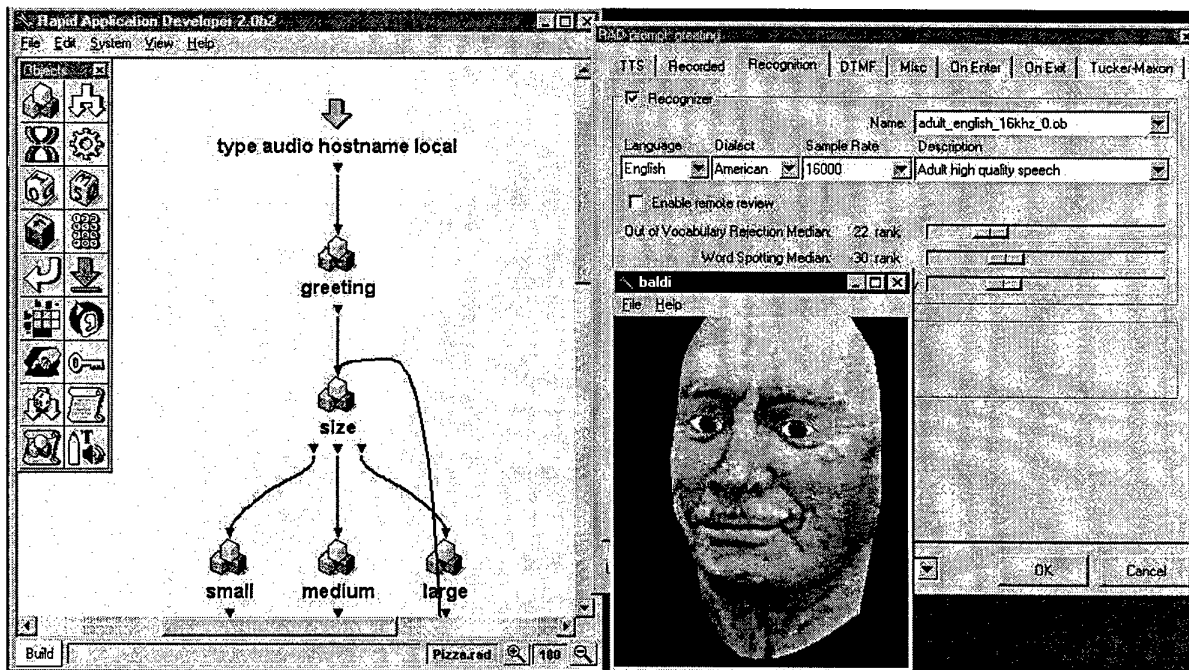 Rapid Application Developer 2.0b2
File Edit System View Help
Objects
type audio hostname local
greeting
size
small medium large
Build
Pizza.rad
100
RAD prompt: greeting
TTS Recorded Recognition DTMF Misc On Enter On Exit Tucker-Maxon
Recognizer
Name: adult_english_16khz_0.ob
Language Dialect Sample Rate Description
English American 16000 Adult high quality speech
Enable remote review
Out of Vocabulary Rejection Median: 22 rank
Word Spotting Median: 30 rank
baldi
File Help
OK Cancel